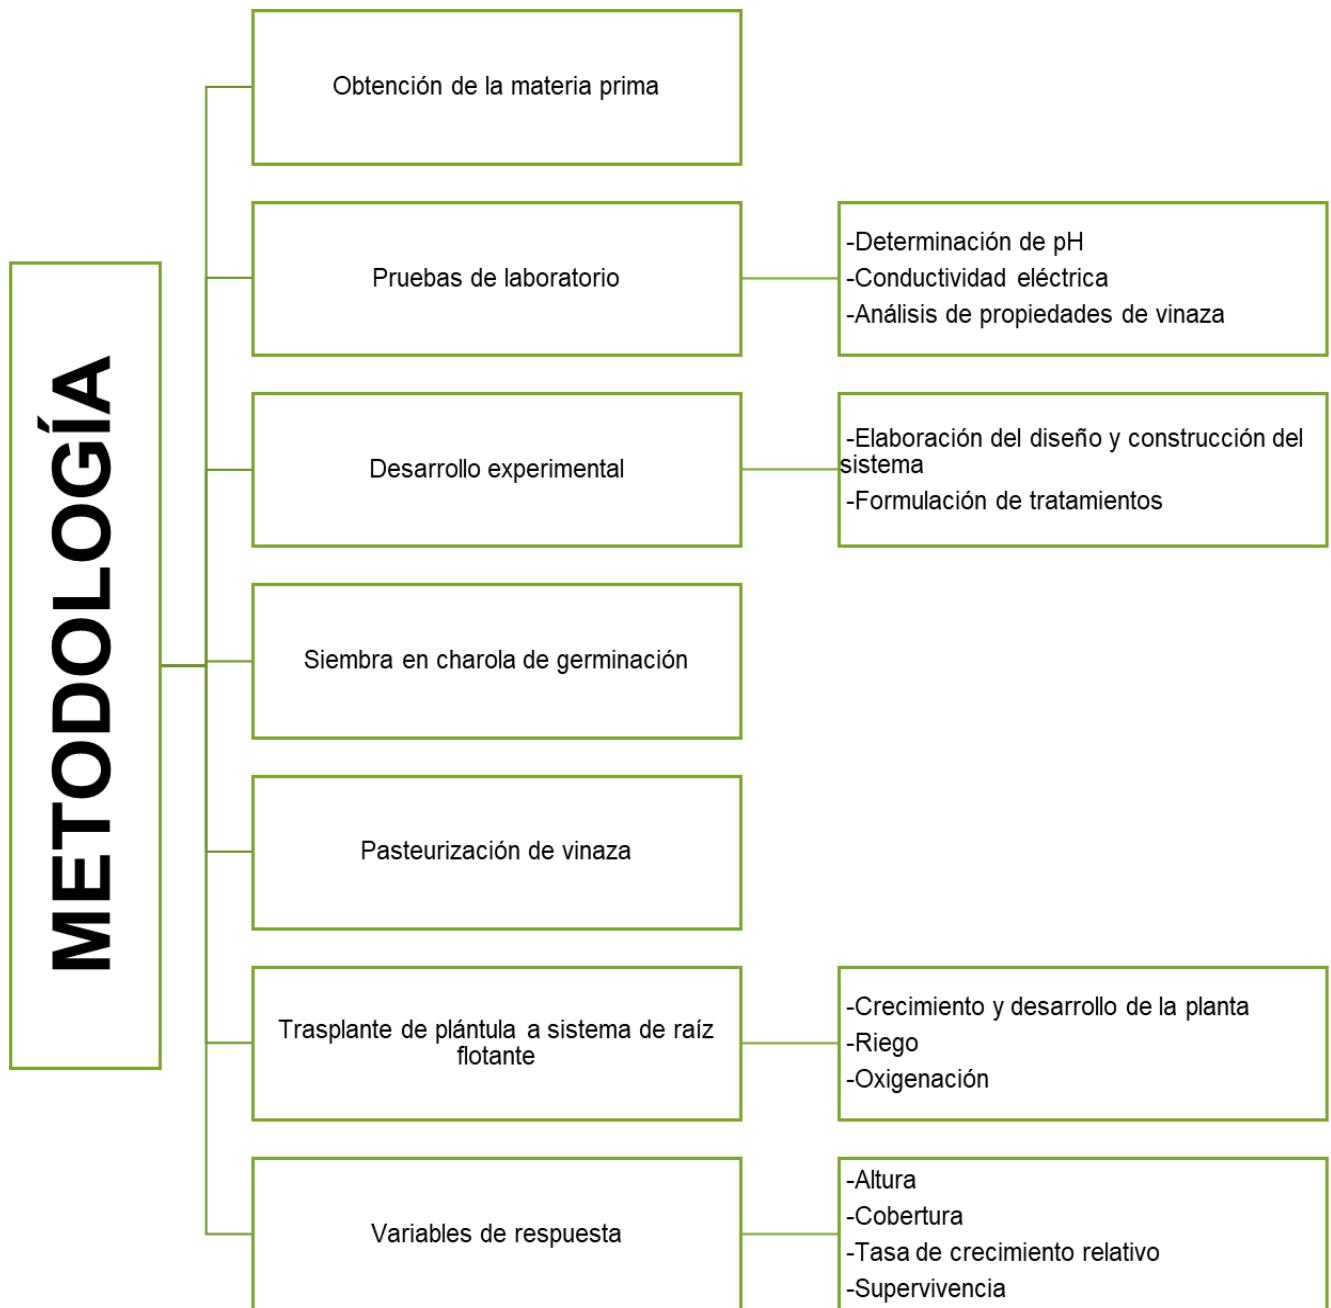 METODOLOGÍA
Obtención de la materia prima
Pruebas de laboratorio
-Determinación de pH
-Conductividad eléctrica
-Análisis de propiedades de vinaza
Desarrollo experimental
-Elaboración del diseño y construcción del
sistema
-Formulación de tratamientos
Siembra en charola de germinación
Pasteurización de vinaza
Trasplante de plántula a sistema de raíz
flotante
-Crecimiento y desarrollo de la planta
-Riego
-Oxigenación
Variables de respuesta
-Altura
-Cobertura
-Tasa de crecimiento relativo
-Supervivencia